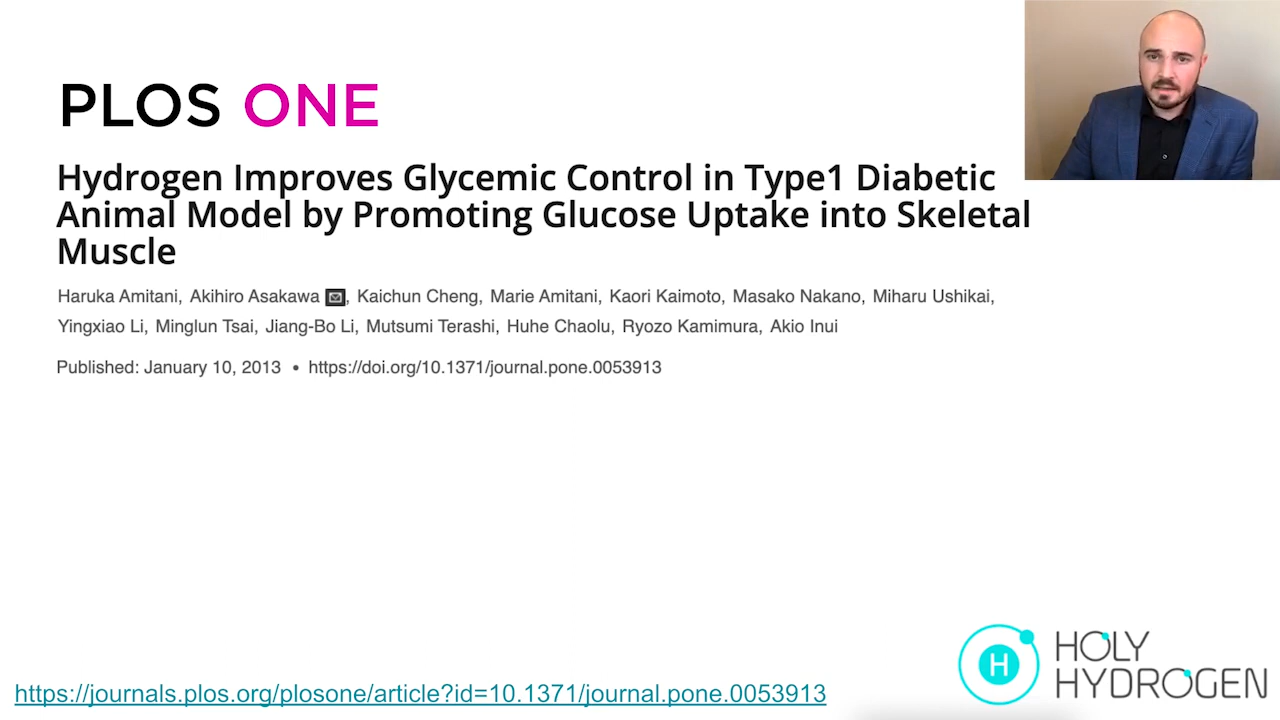 PLOS ONE
Hydrogen Improves Glycemic Control in Type1 Diabetic
Animal Model by Promoting Glucose Uptake into Skeletal
Muscle
Haruka Amitani, Akihiro Asakawa, Kaichun Cheng, Marie Amitani, Kaori Kaimoto, Masako Nakano, Miharu Ushikai,
Yingxiao Li, Minglun Tsai, Jiang-Bo Li, Mutsumi Terashi, Huhe Chaolu, Ryozo Kamimura, Akio Inui
Published: January 10, 2013 • https://doi.org/10.1371/journal.pone.0053913
H
HOLY
HYDROGEN
https://journals.plos.org/plosone/article?id=10.1371/journal.pone.0053913